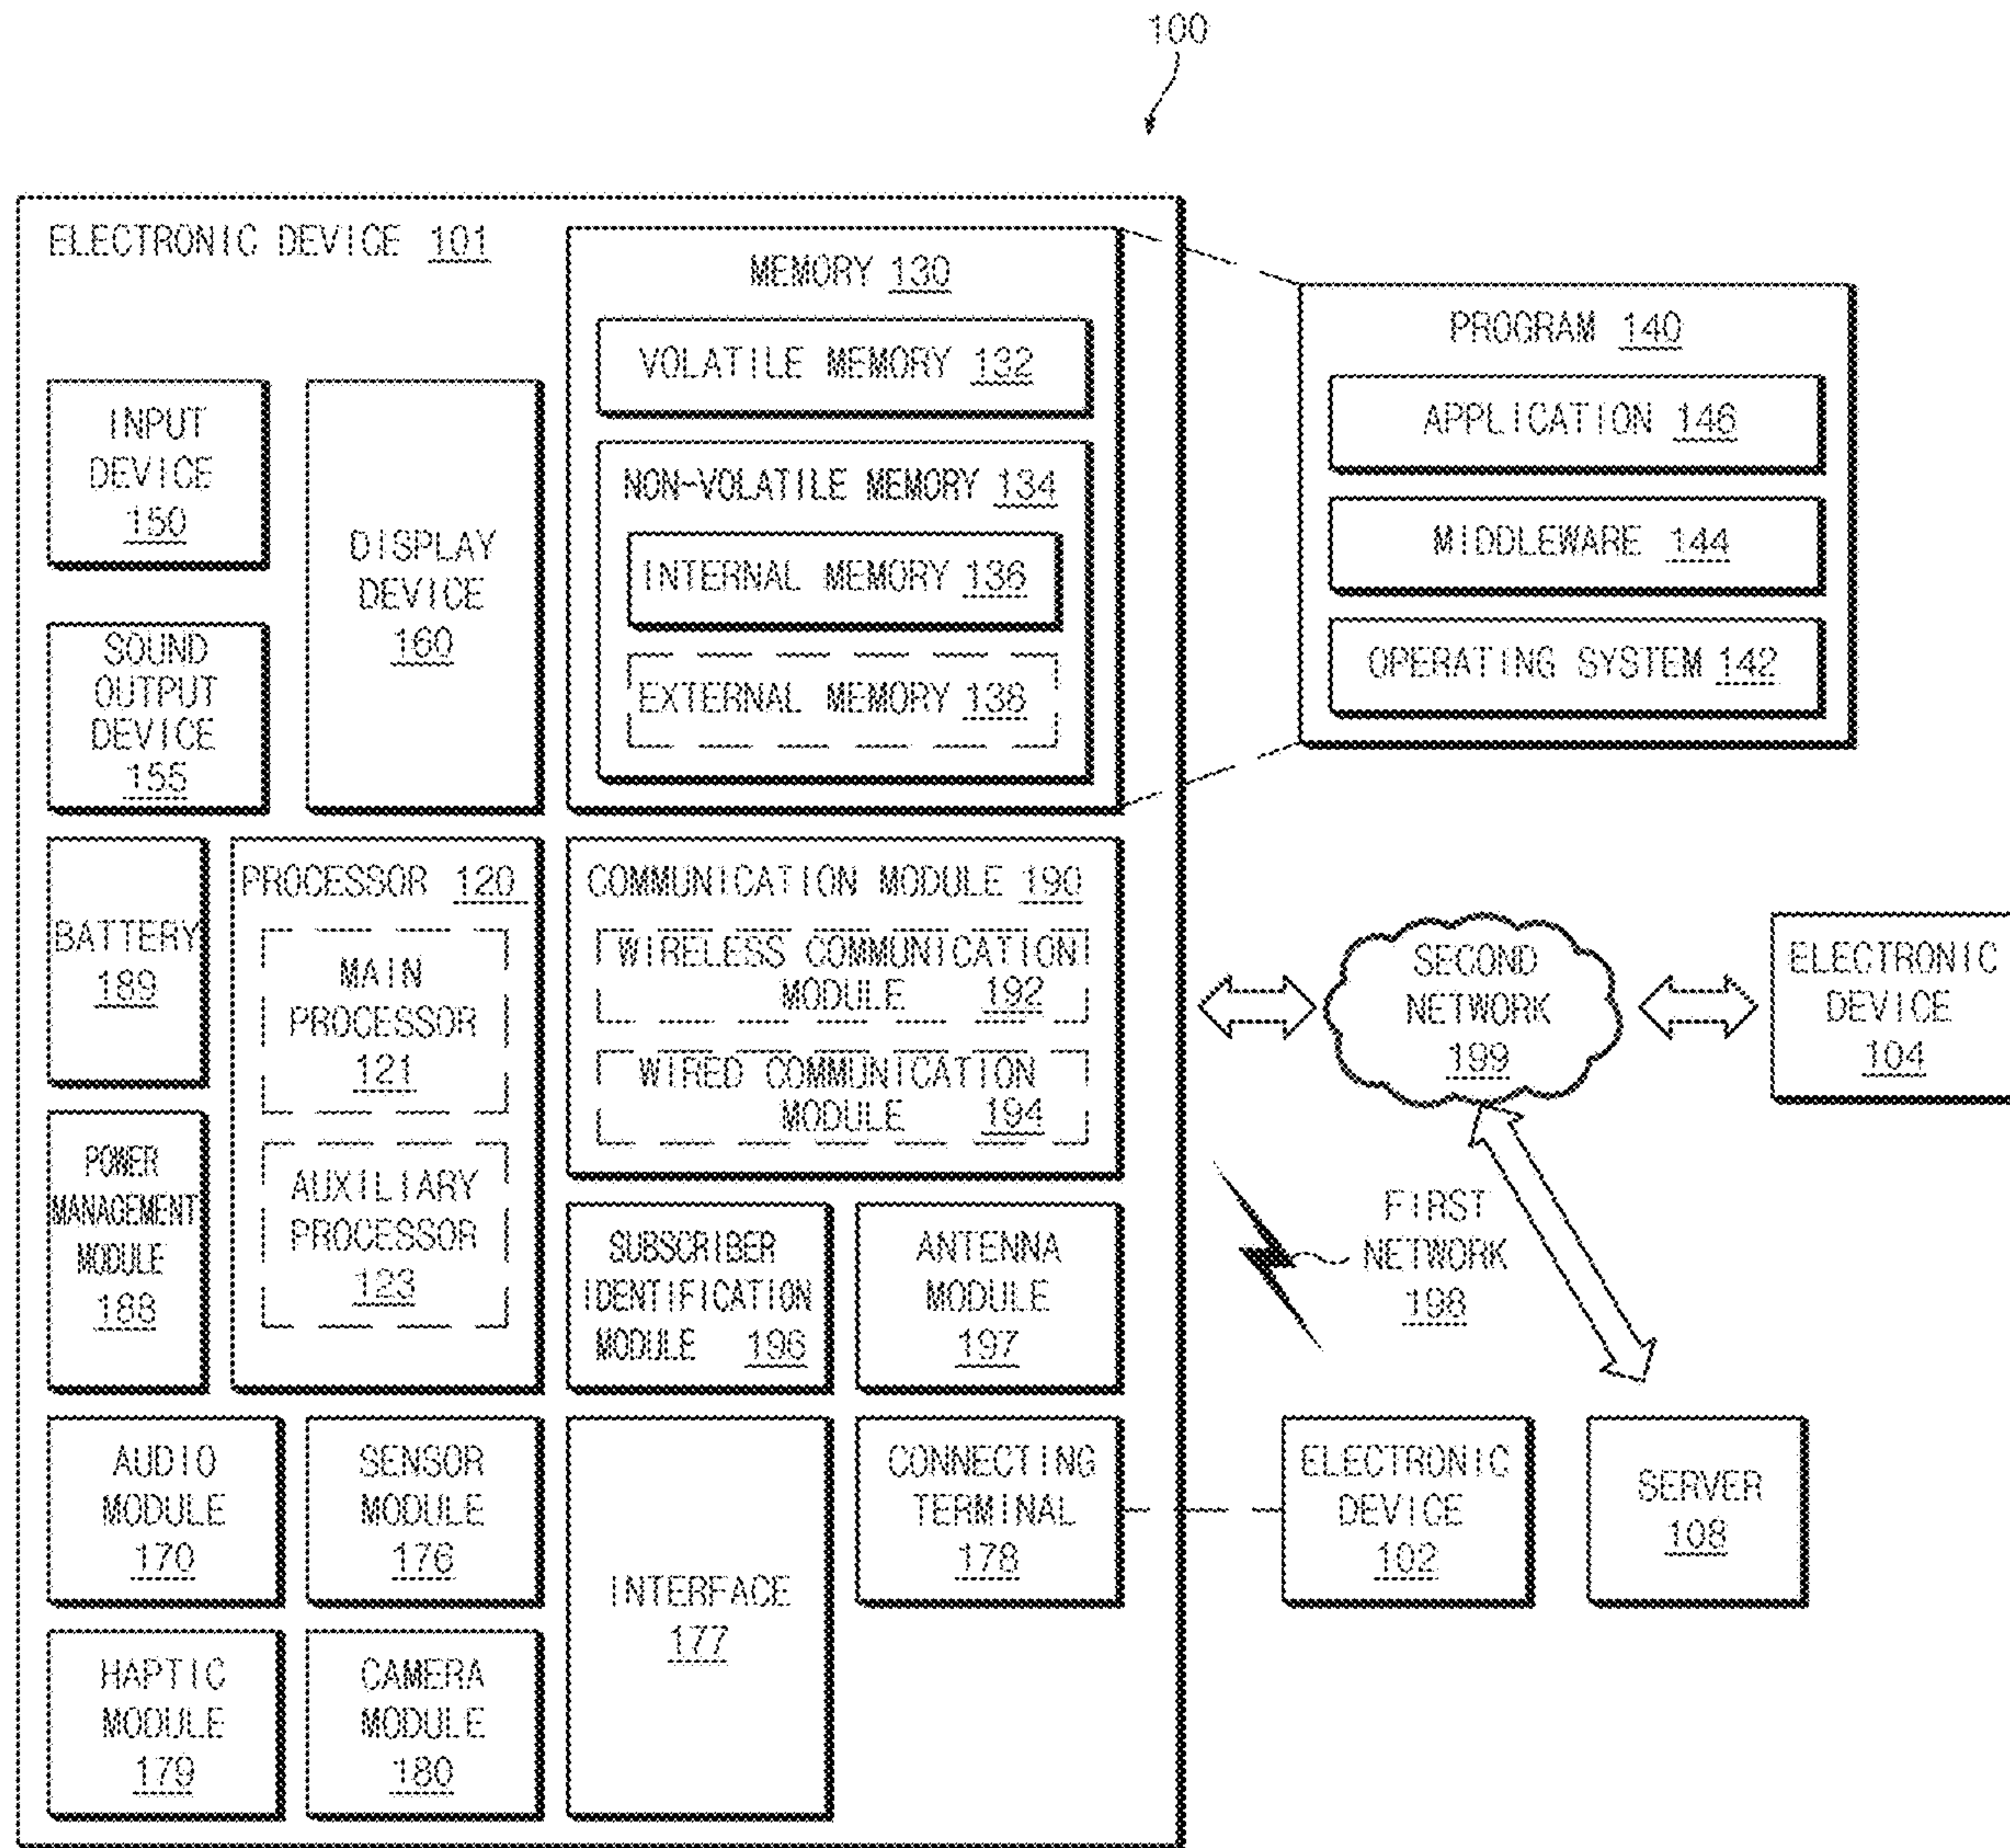 100
ELECTRONIC DEVICE 101
MEMORY 130
VOLATILE MEMORY 132
NON-VOLATILE MEMORY 134
INTERNAL MEMORY 136
EXTERNAL MEMORY 138
PROGRAM 140
APPLICATION 146
MIDDLEWARE 144
OPERATING SYSTEM 142
INPUT
DEVICE
150
SOUND
OUTPUT
DEVICE
155
DISPLAY
DEVICE
160
BATTERY
189
POWER
MANAGEMENT
MODULE
188
PROCESSOR 120
MAIN
PROCESSOR
121
AUXILIARY
PROCESSOR
123
COMMUNICATION MODULE 190
WIRELESS COMMUNICATION
MODULE 192
WIRED COMMUNICATION
MODULE 194
SUBSCRIBER
IDENTIFICATION
MODULE 196
ANTENNA
MODULE
197
SECOND
NETWORK
199
ELECTRONIC
DEVICE
104
FIRST
NETWORK
198
AUDIO
MODULE
170
SENSOR
MODULE
176
INTERFACE
177
CONNECTING
TERMINAL
178
ELECTRONIC
DEVICE
102
SERVER
108
HAPTIC
MODULE
179
CAMERA
MODULE
180